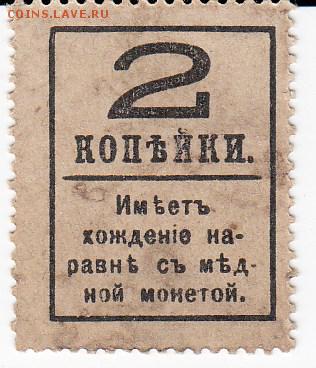 COINS.LAVE.RU
2
КОПѢЙКИ.
Имѣетъ
хожденіе на-
равнѣ съ мѣд-
ной монетой.